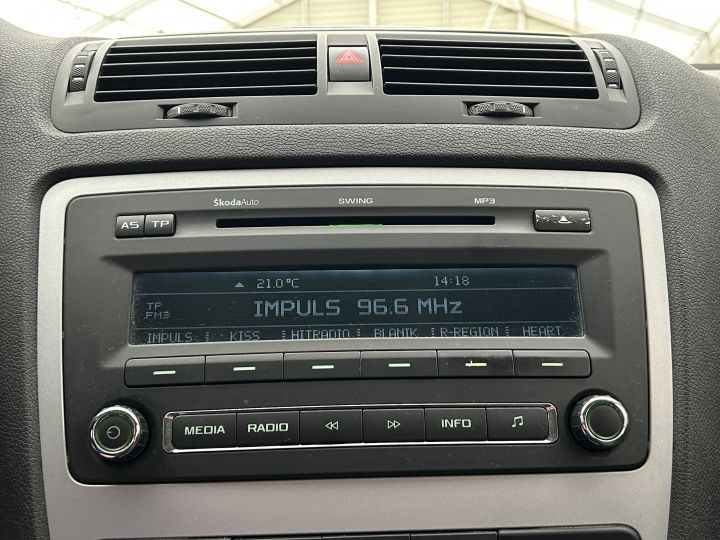 ŠkodaAuto SWING MP3
AS TP
21.0 °C 14:18
TP
FM3
IMPULS 96.6 MHz
IMPULS KISS HITRADIO BLANIK R-REGION HEART
MEDIA RADIO INFO